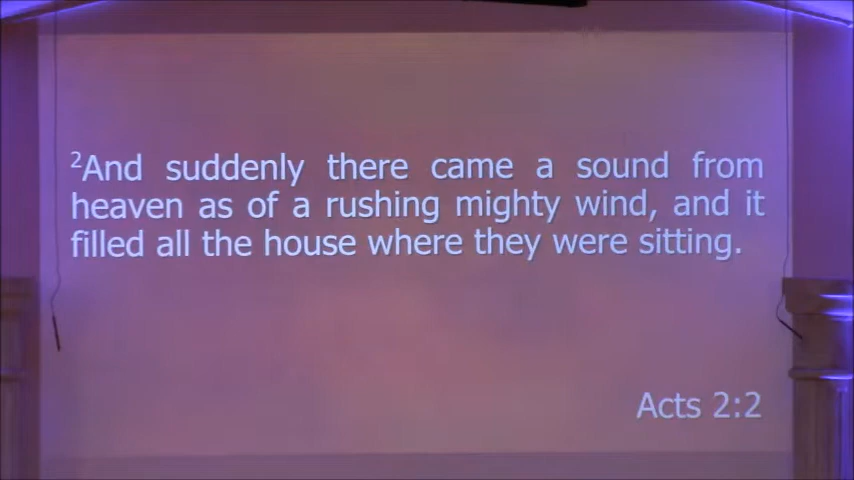 ²And suddenly there came a sound from
heaven as of a rushing mighty wind, and it
filled all the house where they were sitting.
Acts 2:2